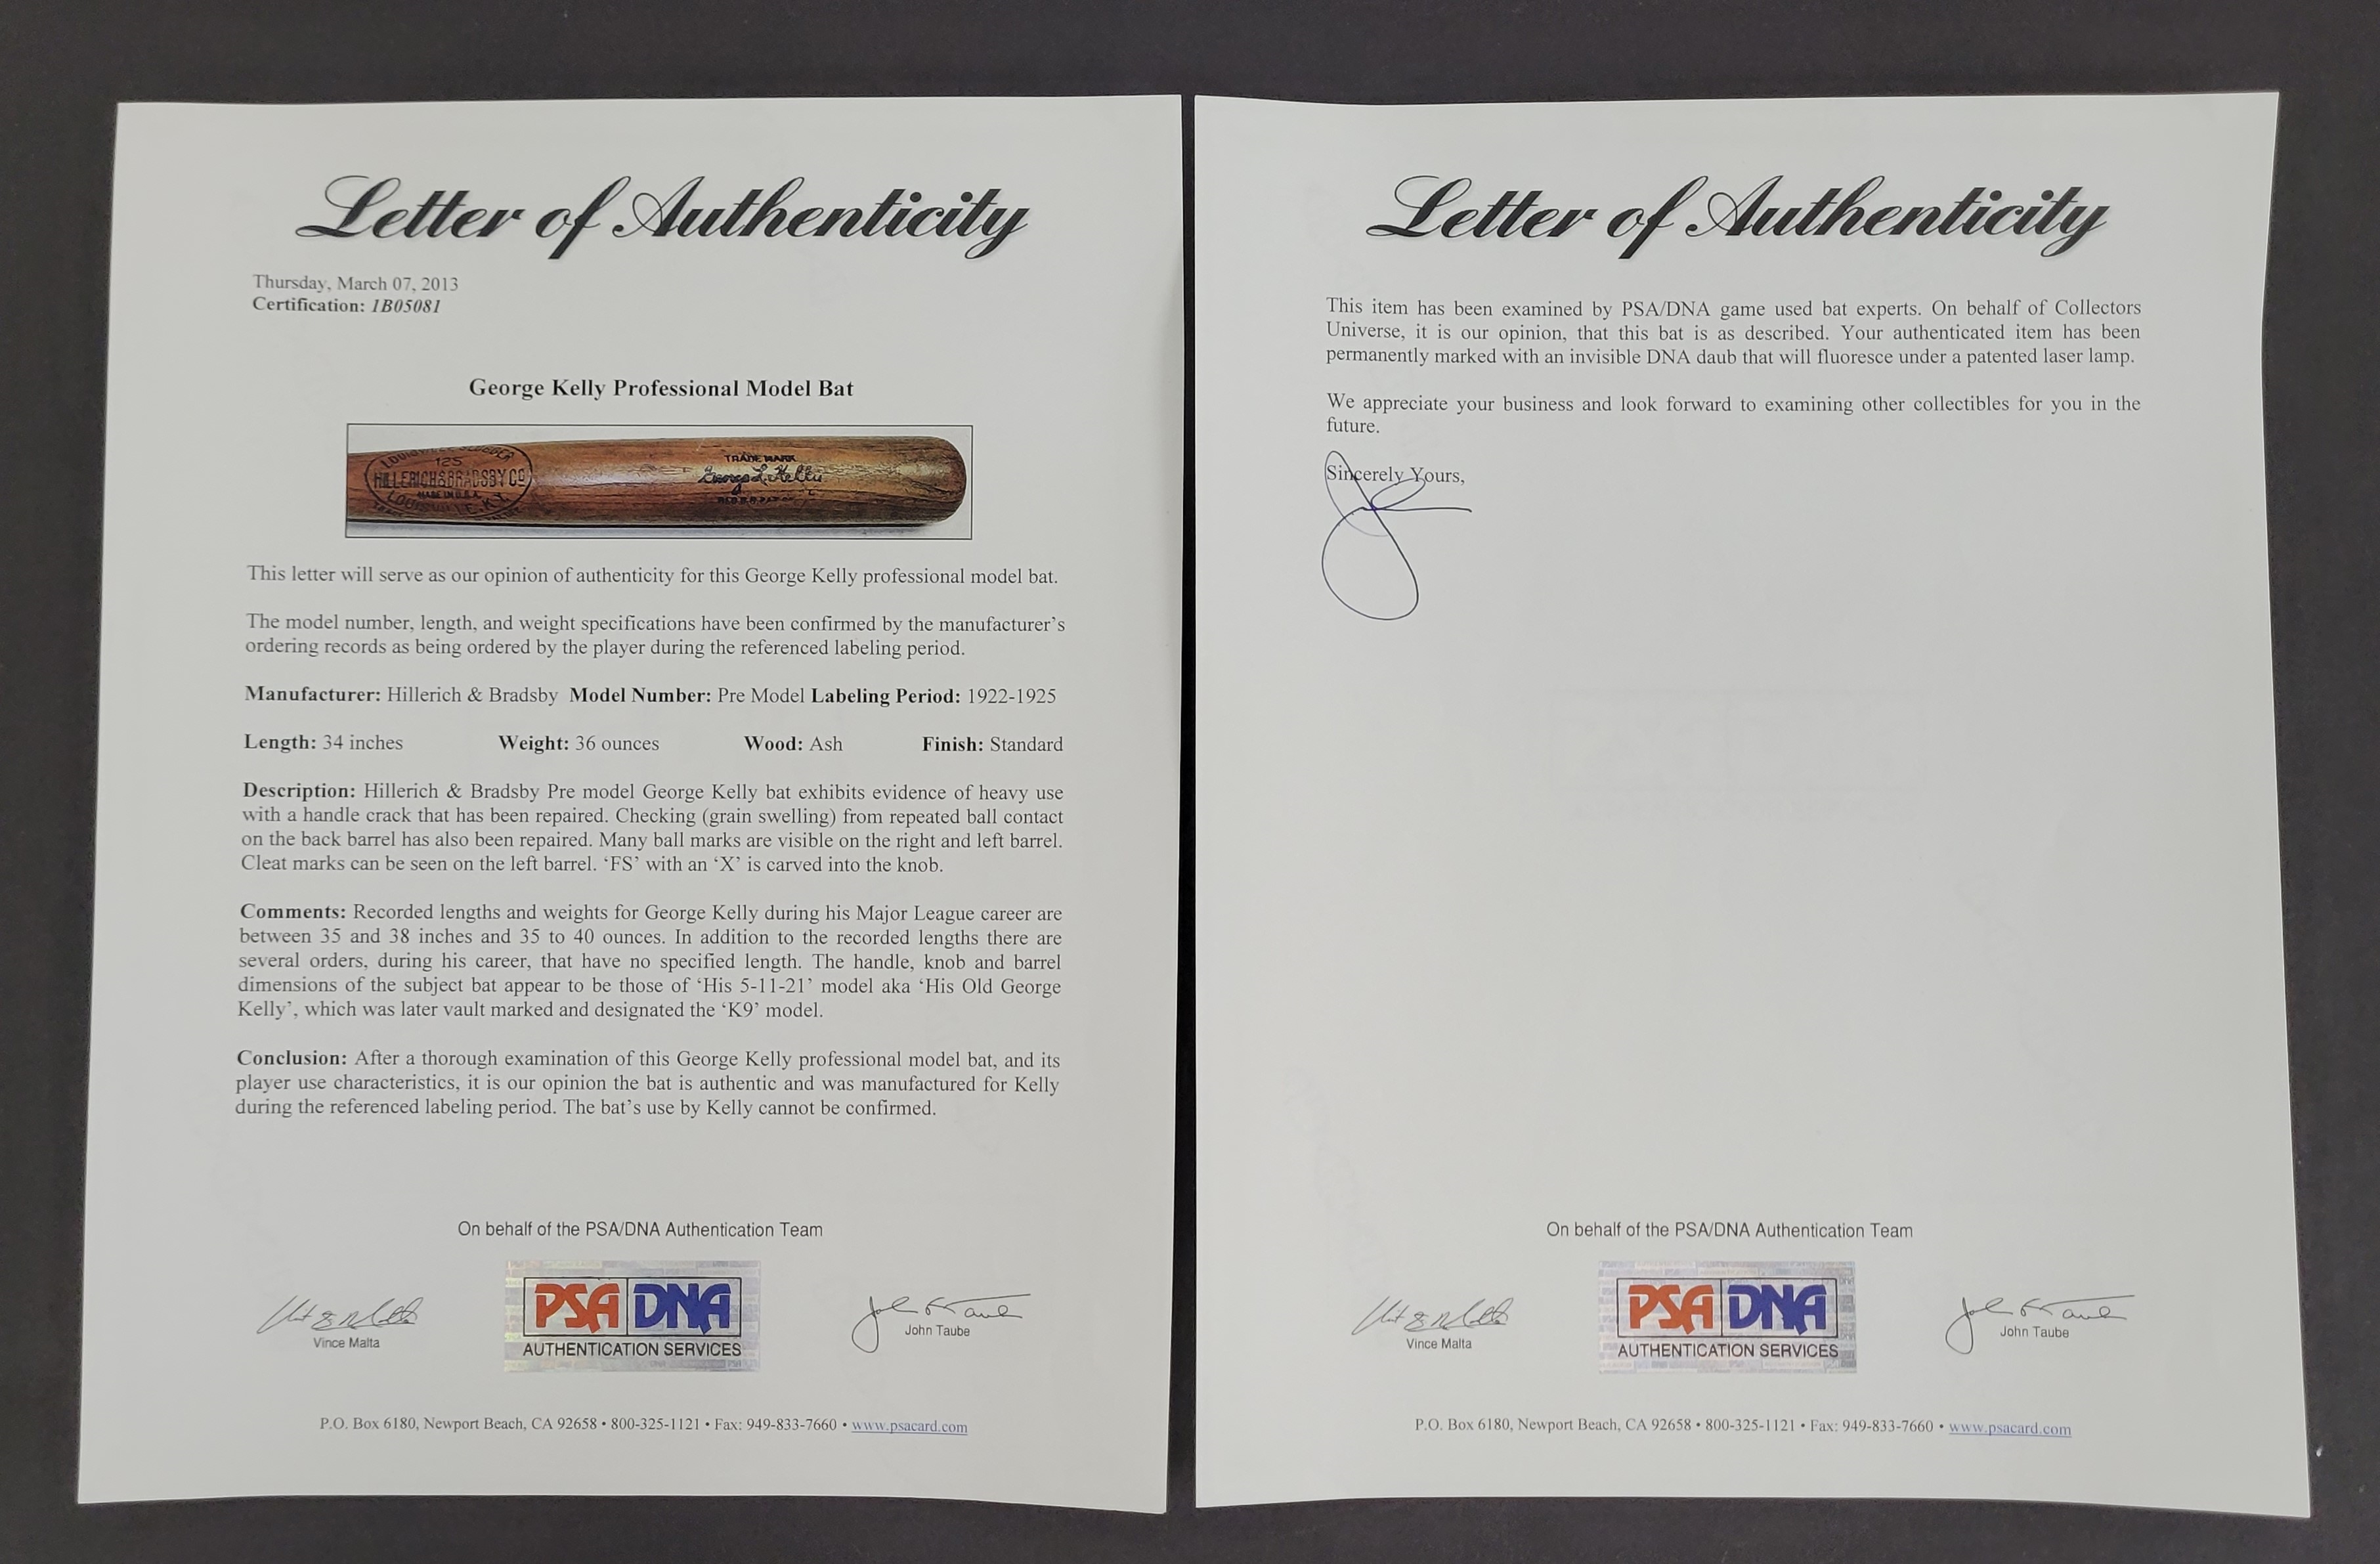 Letter of Authenticity
Thursday, March 07, 2013
Certification: 1B05081
George Kelly Professional Model Bat
125
HILLERICH & BRADSBY CO
MADE IN U.S.A.
LOUISVILLE, KY.
TRADE MARK
George L. Kelly
This letter will serve as our opinion of authenticity for this George Kelly professional model bat.
The model number, length, and weight specifications have been confirmed by the manufacturer's
ordering records as being ordered by the player during the referenced labeling period.
Manufacturer: Hillerich & Bradsby Model Number: Pre Model Labeling Period: 1922-1925
Length: 34 inches Weight: 36 ounces Wood: Ash Finish: Standard
Description: Hillerich & Bradsby Pre model George Kelly bat exhibits evidence of heavy use
with a handle crack that has been repaired. Checking (grain swelling) from repeated ball contact
on the back barrel has also been repaired. Many ball marks are visible on the right and left barrel.
Cleat marks can be seen on the left barrel. 'FS' with an 'X' is carved into the knob.
Comments: Recorded lengths and weights for George Kelly during his Major League career are
between 35 and 38 inches and 35 to 40 ounces. In addition to the recorded lengths there are
several orders, during his career, that have no specified length. The handle, knob and barrel
dimensions of the subject bat appear to be those of 'His 5-11-21' model aka 'His Old George
Kelly', which was later vault marked and designated the 'K9' model.
Conclusion: After a thorough examination of this George Kelly professional model bat, and its
player use characteristics, it is our opinion the bat is authentic and was manufactured for Kelly
during the referenced labeling period. The bat's use by Kelly cannot be confirmed.
On behalf of the PSA/DNA Authentication Team
Vince Malta
PSA DNA
AUTHENTICATION SERVICES
John Taube
P.O. Box 6180, Newport Beach, CA 92658 • 800-325-1121 • Fax: 949-833-7660 • www.psacard.com
Letter of Authenticity
This item has been examined by PSA/DNA game used bat experts. On behalf of Collectors
Universe, it is our opinion, that this bat is as described. Your authenticated item has been
permanently marked with an invisible DNA daub that will fluoresce under a patented laser lamp.
We appreciate your business and look forward to examining other collectibles for you in the
future.
Sincerely Yours,
On behalf of the PSA/DNA Authentication Team
Vince Malta
PSA DNA
AUTHENTICATION SERVICES
John Taube
P.O. Box 6180, Newport Beach, CA 92658 • 800-325-1121 • Fax: 949-833-7660 • www.psacard.com